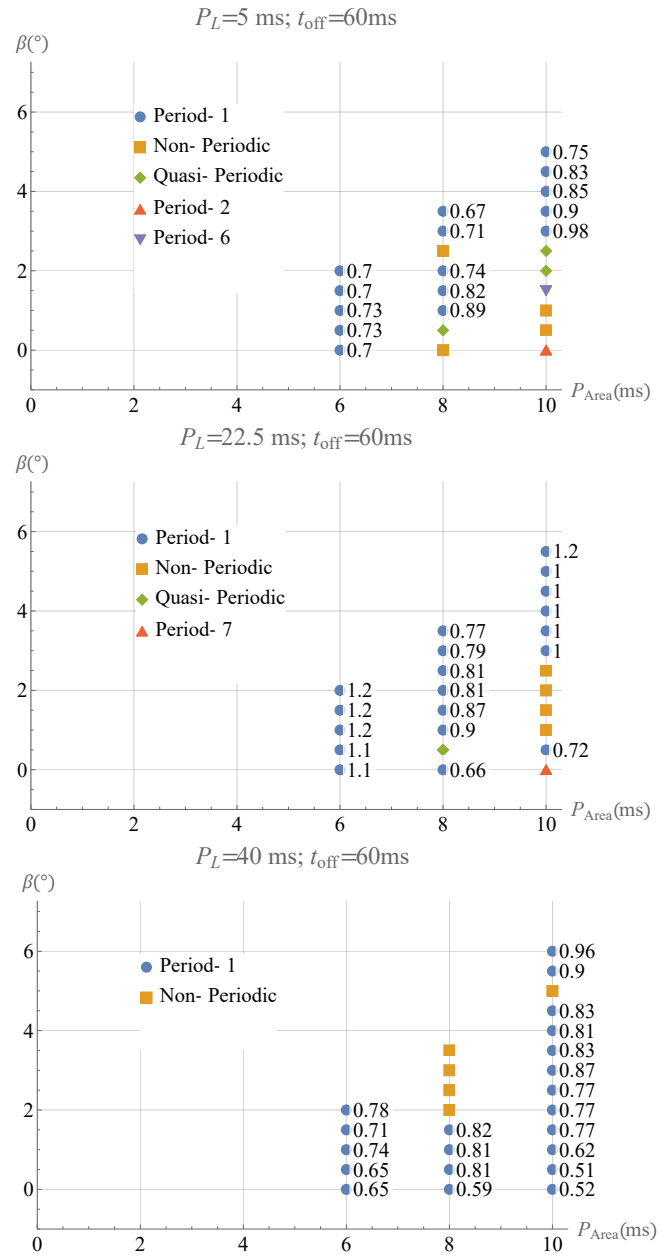 P_L=5 ms; t_off=60ms
β(°)
6
Period- 1
Non- Periodic
0.75
Quasi- Periodic
0.83
4
0.85
Period- 2
0.67
0.9
Period- 6
0.71
0.98
2
0.7
0.74
0.7
0.82
0.73
0.89
0.73
0
0.7
0 2 4 6 8 10
P_Area(ms)
P_L=22.5 ms; t_off=60ms
β(°)
6
Period- 1
1.2
Non- Periodic
1
Quasi- Periodic
1
4
1
Period- 7
0.77
1
0.79
1
0.81
2
1.2
0.81
1.2
0.87
1.2
0.9
1.1
0.72
0
1.1
0.66
0 2 4 6 8 10
P_Area(ms)
P_L=40 ms; t_off=60ms
β(°)
6
0.96
Period- 1
0.9
Non- Periodic
0.83
4
0.81
0.83
0.87
0.77
2
0.78
0.77
0.71
0.82
0.77
0.74
0.81
0.62
0.65
0.81
0.51
0
0.65
0.59
0.52
0 2 4 6 8 10
P_Area(ms)